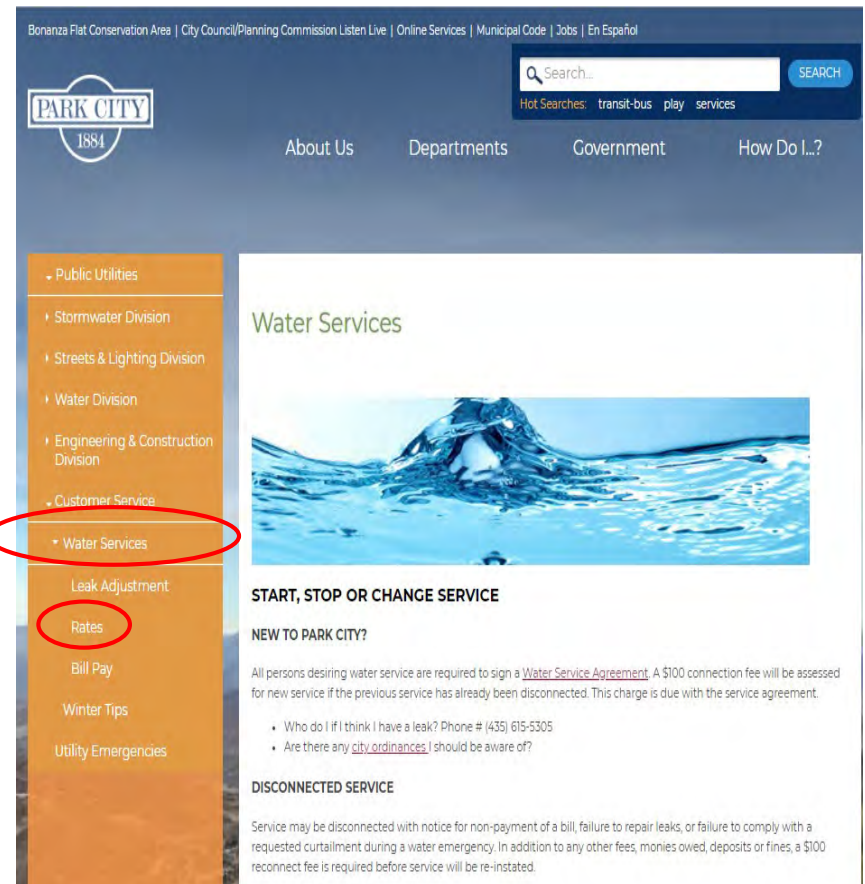 Bonanza Flat Conservation Area | City Council/Planning Commission Listen Live | Online Services | Municipal Code | Jobs | En Español
Search...
SEARCH
Hot Searches: transit-bus play services
PARK CITY
1884
About Us Departments Government How Do I...?
Public Utilities
Stormwater Division
Streets & Lighting Division
Water Division
Engineering & Construction
Division
Customer Service
Water Services
Leak Adjustment
Rates
Bill Pay
Winter Tips
Utility Emergencies
Water Services
START, STOP OR CHANGE SERVICE
NEW TO PARK CITY?
All persons desiring water service are required to sign a Water Service Agreement. A $100 connection fee will be assessed
for new service if the previous service has already been disconnected. This charge is due with the service agreement.
• Who do I if I think I have a leak? Phone # (435) 615-5305
• Are there any city ordinances I should be aware of?
DISCONNECTED SERVICE
Service may be disconnected with notice for non-payment of a bill, failure to repair leaks, or failure to comply with a
requested curtailment during a water emergency. In addition to any other fees, monies owed, deposits or fines, a $100
reconnect fee is required before service will be re-instated.